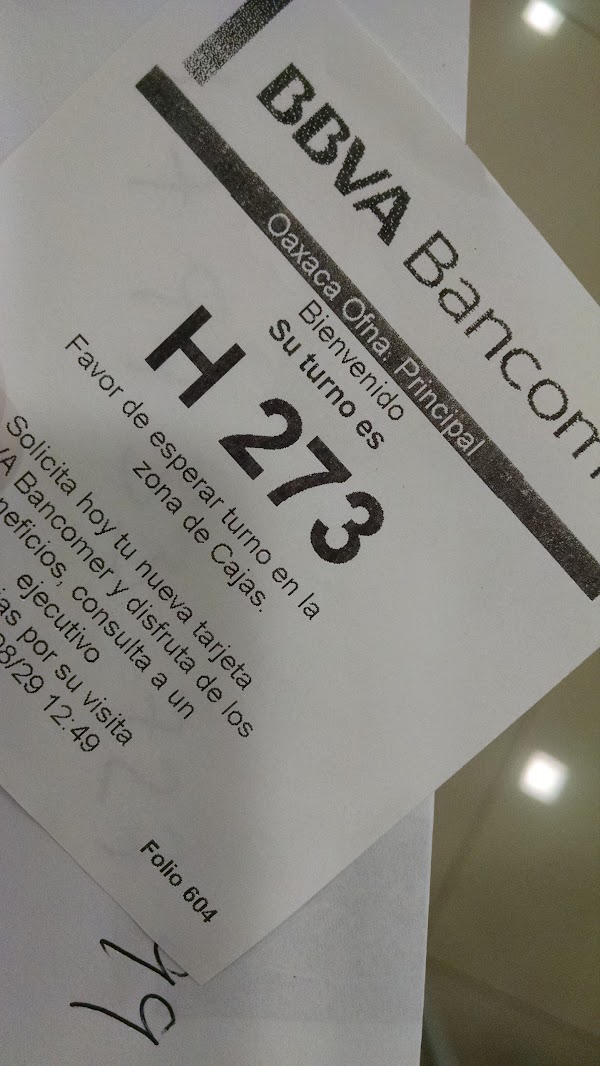 BBVA Bancom
Oaxaca Ofna. Principal
Bienvenido
Su turno es
H 273
Favor de esperar turno en la
zona de Cajas.
Solicita hoy tu nueva tarjeta
VA Bancomer y disfruta de los
neficios, consulta a un
ejecutivo
ias por su visita
08/29 12:49
Folio 604